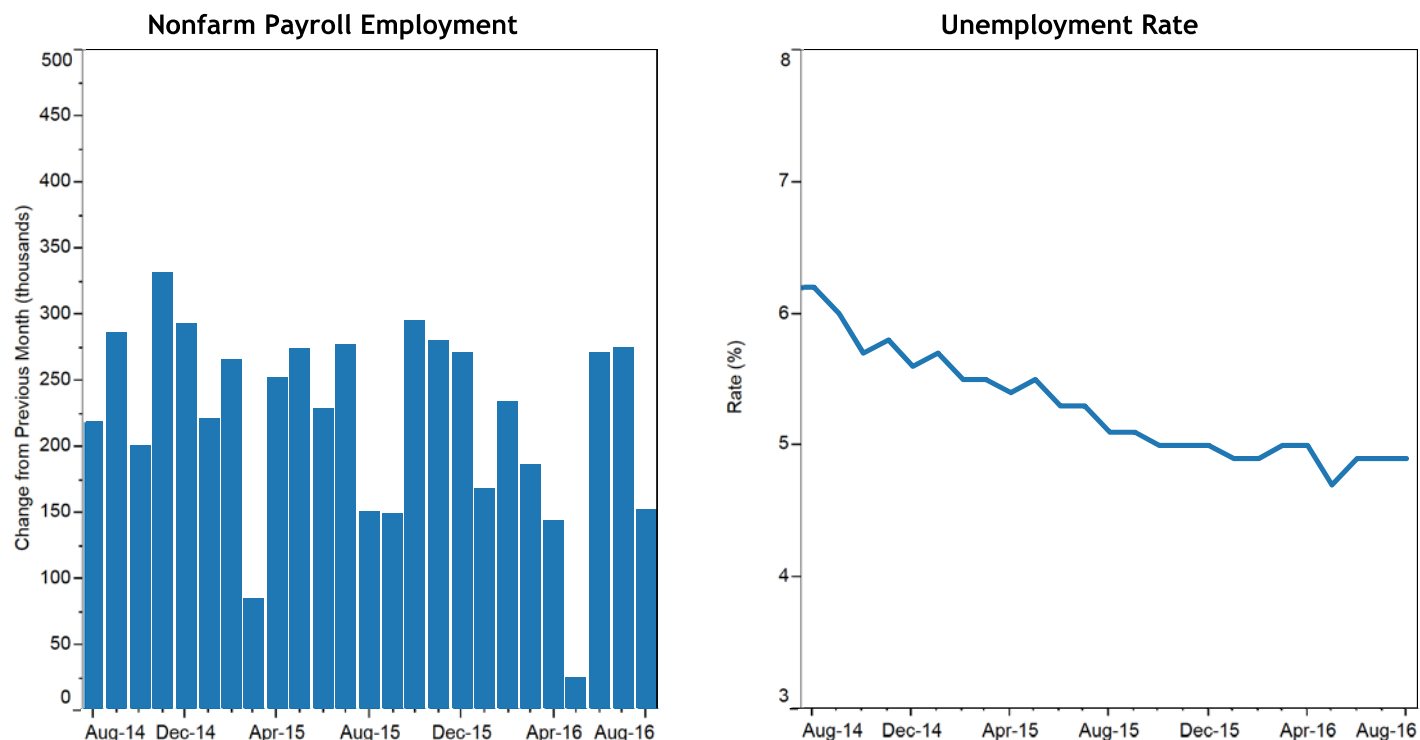 Nonfarm Payroll Employment
Change from Previous Month (thousands)
500
450
400
350
300
250
200
150
100
50
0
Aug-14 Dec-14 Apr-15 Aug-15 Dec-15 Apr-16 Aug-16
Unemployment Rate
Rate (%)
8
7
6
5
4
3
Aug-14 Dec-14 Apr-15 Aug-15 Dec-15 Apr-16 Aug-16